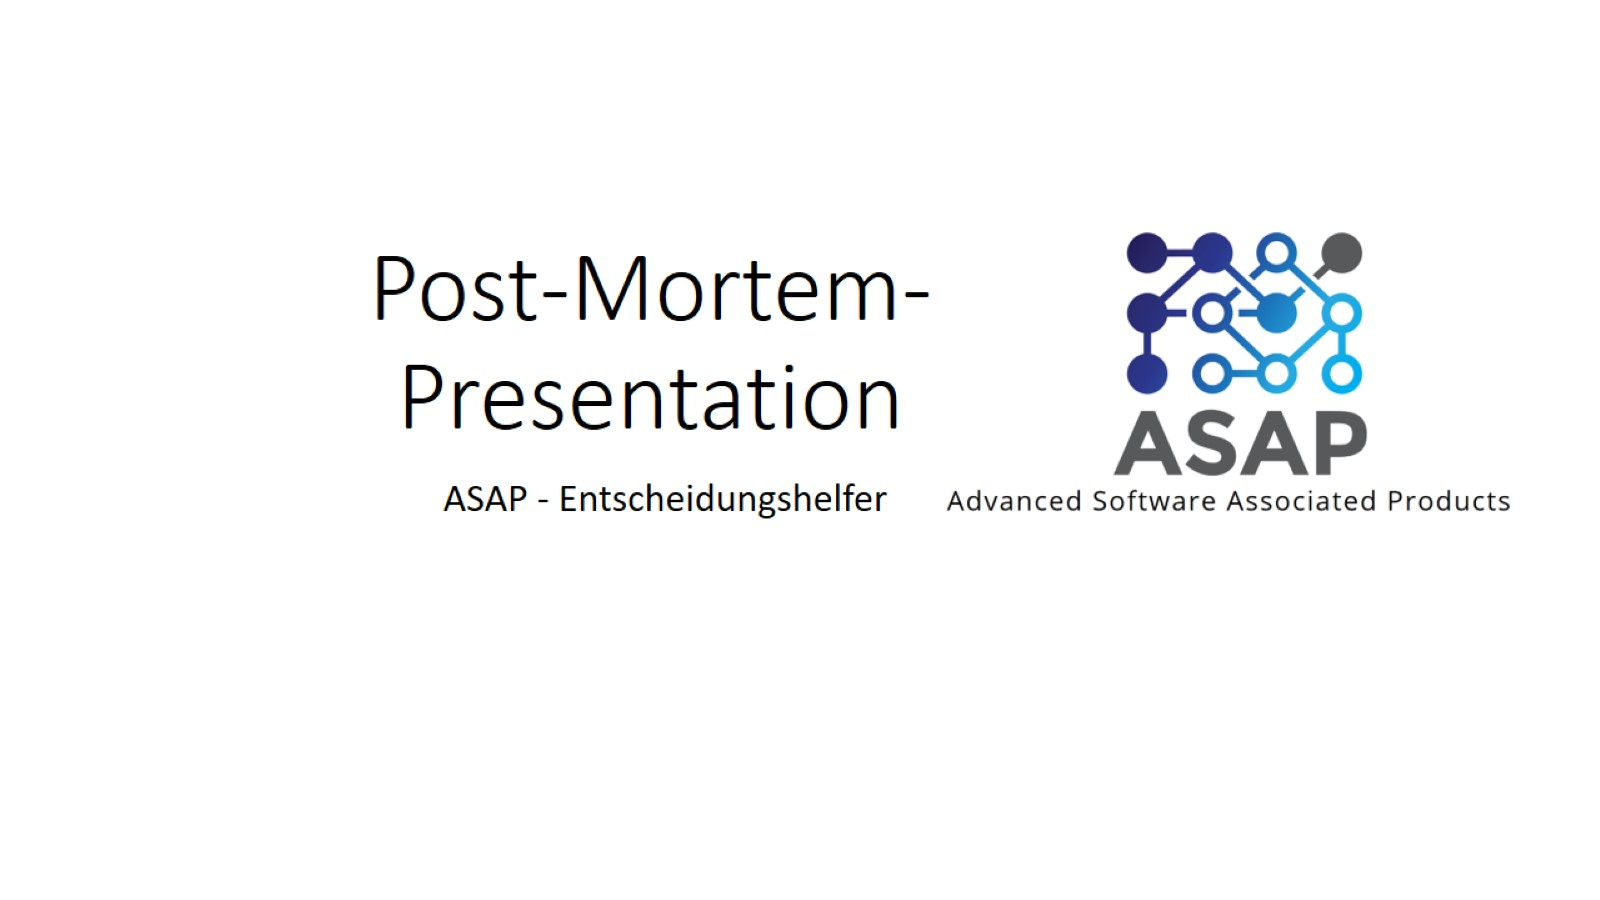 Post-Mortem-
Presentation
ASAP - Entscheidungshelfer
ASAP
Advanced Software Associated Products